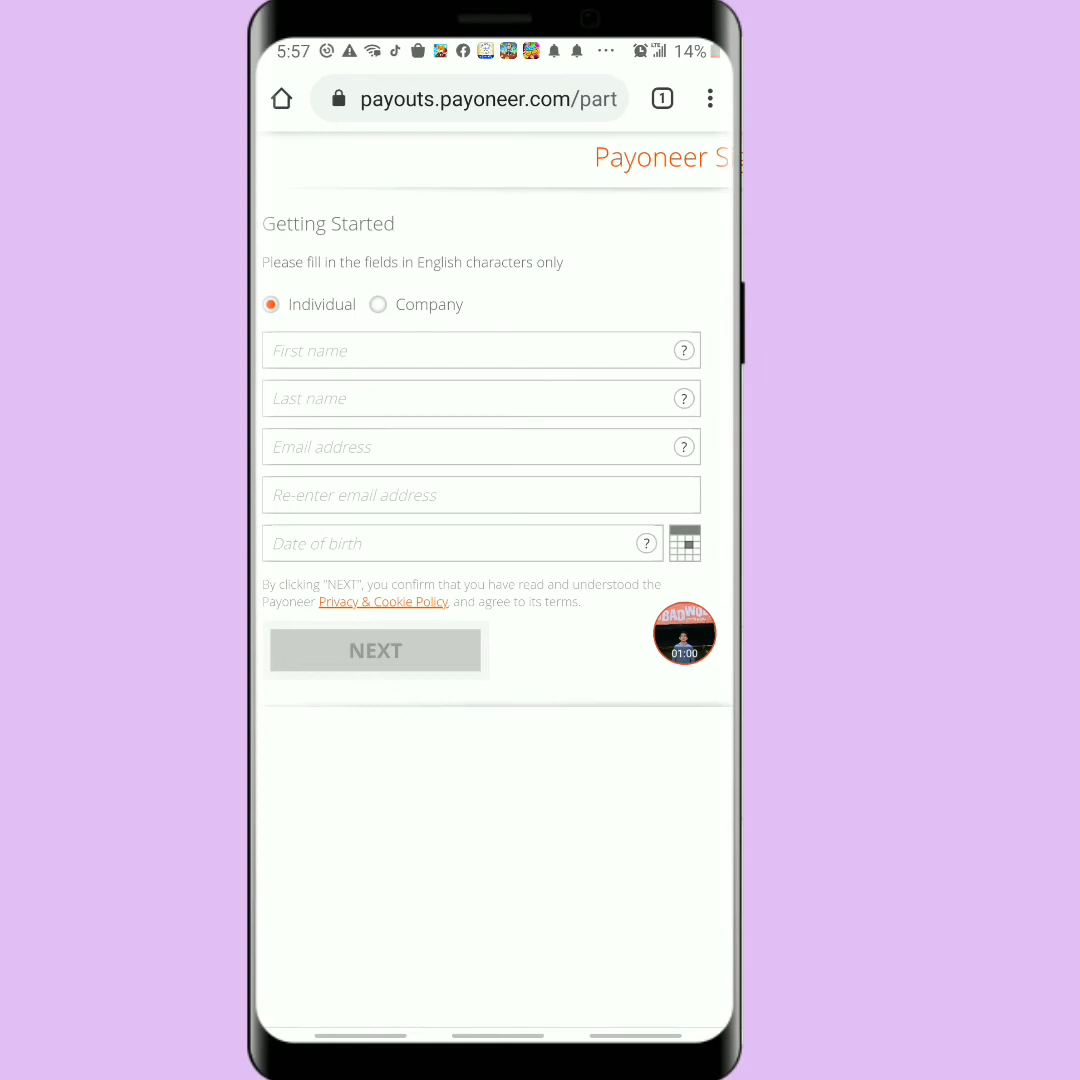 5:57 14%
payouts.payoneer.com/part 1
Payoneer
Getting Started
Please fill in the fields in English characters only
Individual Company
First name ?
Last name ?
Email address ?
Re-enter email address
Date of birth ?
By clicking "NEXT", you confirm that you have read and understood the
Payoneer Privacy & Cookie Policy, and agree to its terms.
NEXT
01:00